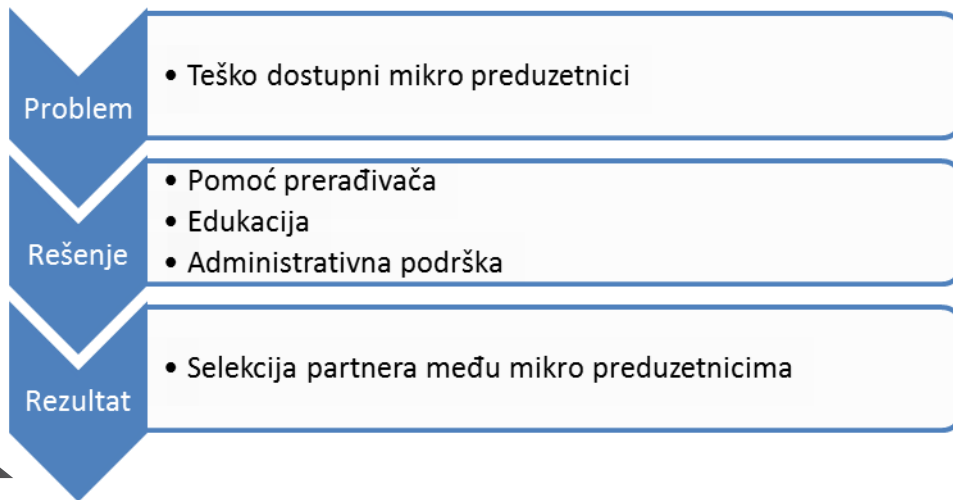 Problem
• Teško dostupni mikro preduzetnici
Rešenje
• Pomoć prerađivača
• Edukacija
• Administrativna podrška
Rezultat
• Selekcija partnera među mikro preduzetnicima